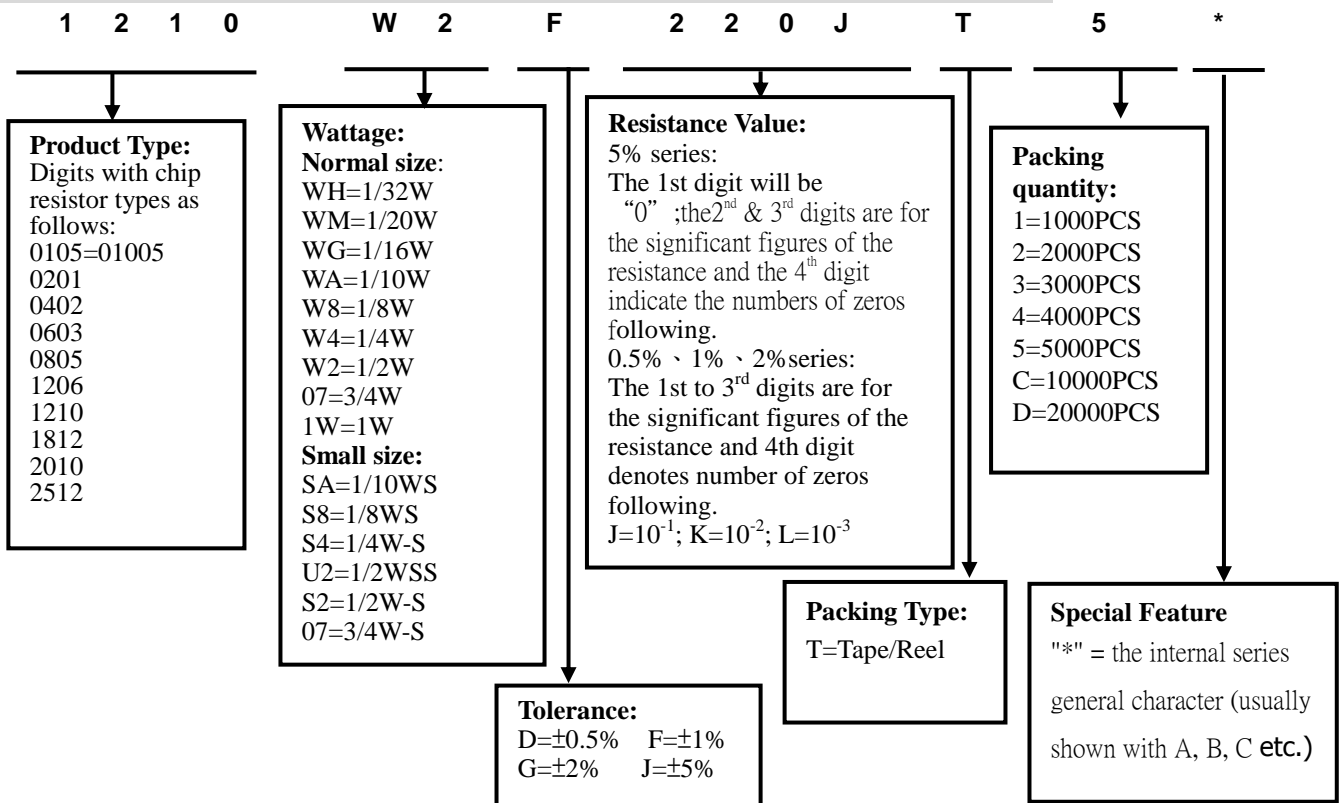 1 2 1 0 W 2 F 2 2 0 J T 5 *
Product Type:
Digits with chip
resistor types as
follows:
0105=01005
0201
0402
0603
0805
1206
1210
1812
2010
2512
Wattage:
Normal size:
WH=1/32W
WM=1/20W
WG=1/16W
WA=1/10W
W8=1/8W
W4=1/4W
W2=1/2W
07=3/4W
1W=1W
Small size:
SA=1/10WS
S8=1/8WS
S4=1/4W-S
U2=1/2WSS
S2=1/2W-S
07=3/4W-S
Tolerance:
D=±0.5% F=±1%
G=±2% J=±5%
Resistance Value:
5% series:
The 1st digit will be
“0” ;the2nd & 3rd digits are for
the significant figures of the
resistance and the 4th digit
indicate the numbers of zeros
following.
0.5%、1%、2%series:
The 1st to 3rd digits are for
the significant figures of the
resistance and 4th digit
denotes number of zeros
following.
J=10-1; K=10-2; L=10-3
Packing Type:
T=Tape/Reel
Packing
quantity:
1=1000PCS
2=2000PCS
3=3000PCS
4=4000PCS
5=5000PCS
C=10000PCS
D=20000PCS
Special Feature
"*" = the internal series
general character (usually
shown with A, B, C etc.)